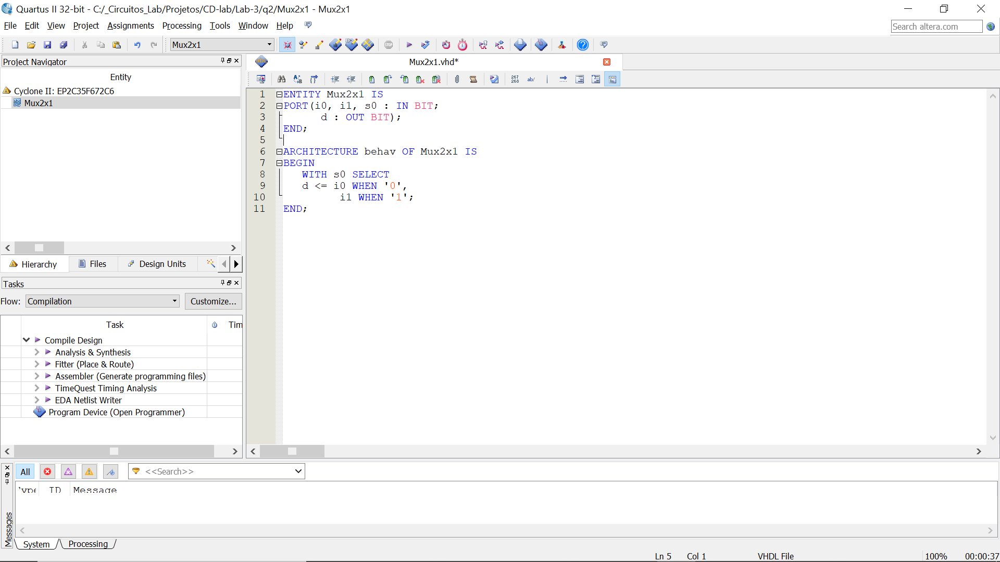 Quartus II 32-bit - C:/_Circuitos_Lab/Projetos/CD-lab/Lab-3/q2/Mux2x1 - Mux2x1
File Edit View Project Assignments Processing Tools Window Help
Search altera.com
Mux2x1
STOP
Project Navigator
Entity
Cyclone II: EP2C35F672C6
Mux2x1
Hierarchy Files Design Units
Tasks
Flow: Compilation Customize...
Task Tim
Compile Design
Analysis & Synthesis
Fitter (Place & Route)
Assembler (Generate programming files)
TimeQuest Timing Analysis
EDA Netlist Writer
Program Device (Open Programmer)
Mux2x1.vhd*
267
268
ab/
1 ENTITY Mux2x1 IS
2 PORT(i0, i1, s0 : IN BIT;
3 d : OUT BIT);
4 END;
5
6 ARCHITECTURE behav OF Mux2x1 IS
7 BEGIN
8 WITH s0 SELECT
9 d <= i0 WHEN '0',
10 i1 WHEN '1';
11 END;
All <<Search>>
Type ID Message
Messages
System Processing
Ln 5 Col 1 VHDL File 100% 00:00:37